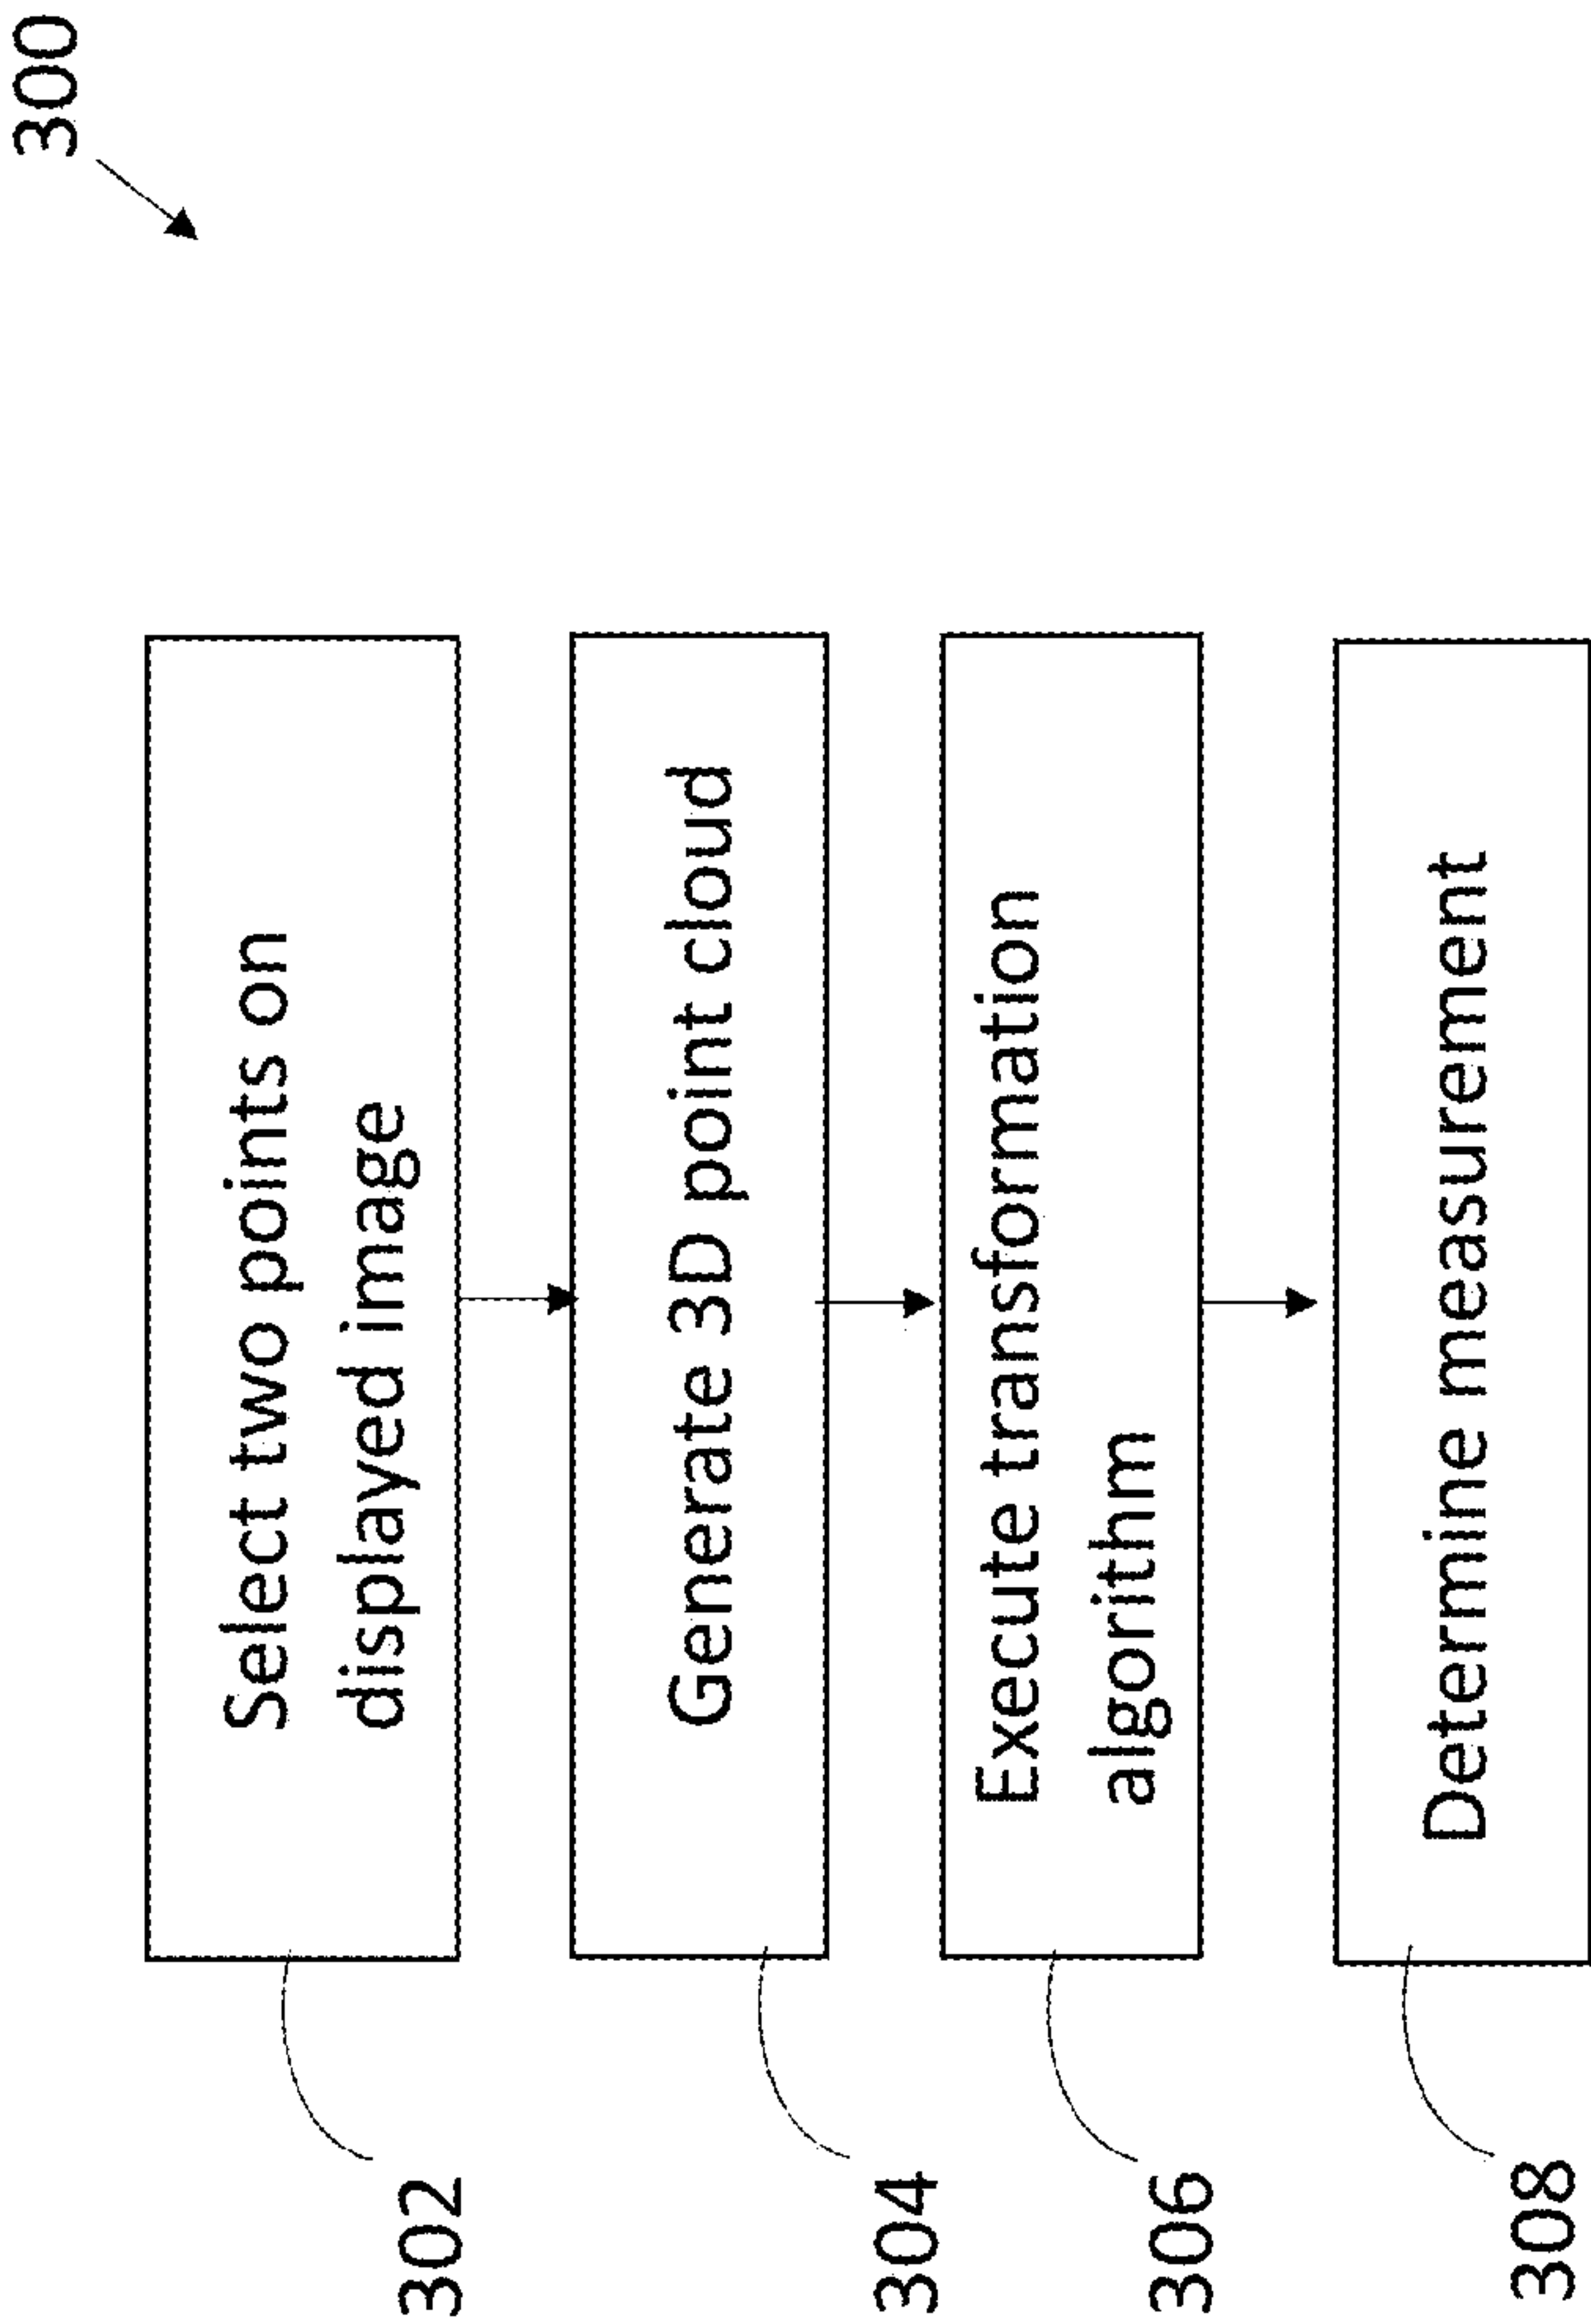 300
302
Select two points on
displayed image
304
Generate 3D point cloud
306
Execute transformation
algorithm
308
Determine measurement